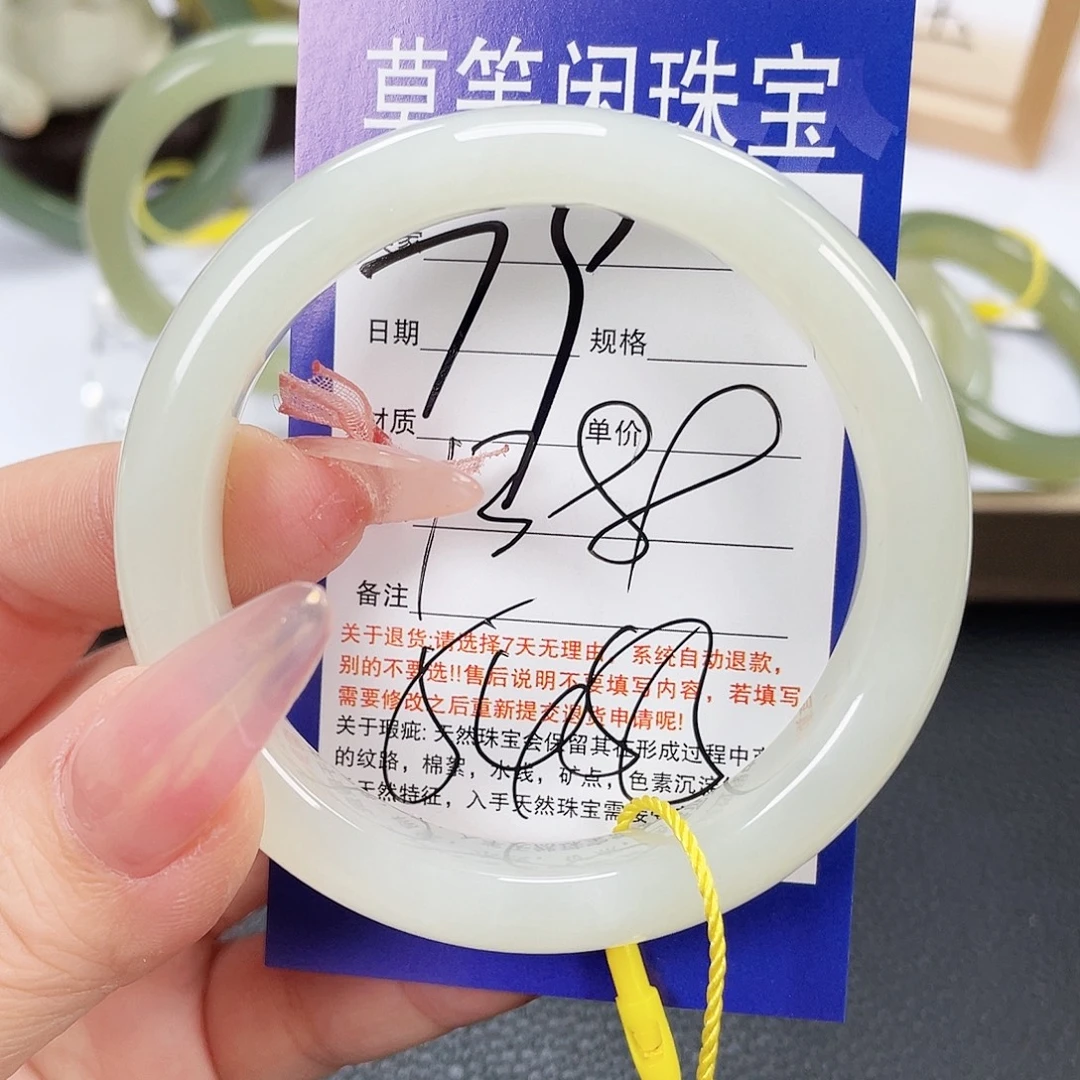 草竿闲珠宝
日期 规格
材质 单价
1388
备注
关于退货:请选择7天无理由，系统自动退款，
别的不要选!!售后说明不要填写内容，若填写
需要修改之后重新提交退货申请呢!
关于瑕疵: 天然珠宝会保留其在形成过程中产
的纹路，棉絮，水线，矿点，色素沉淀
天然特征，入手天然珠宝需接